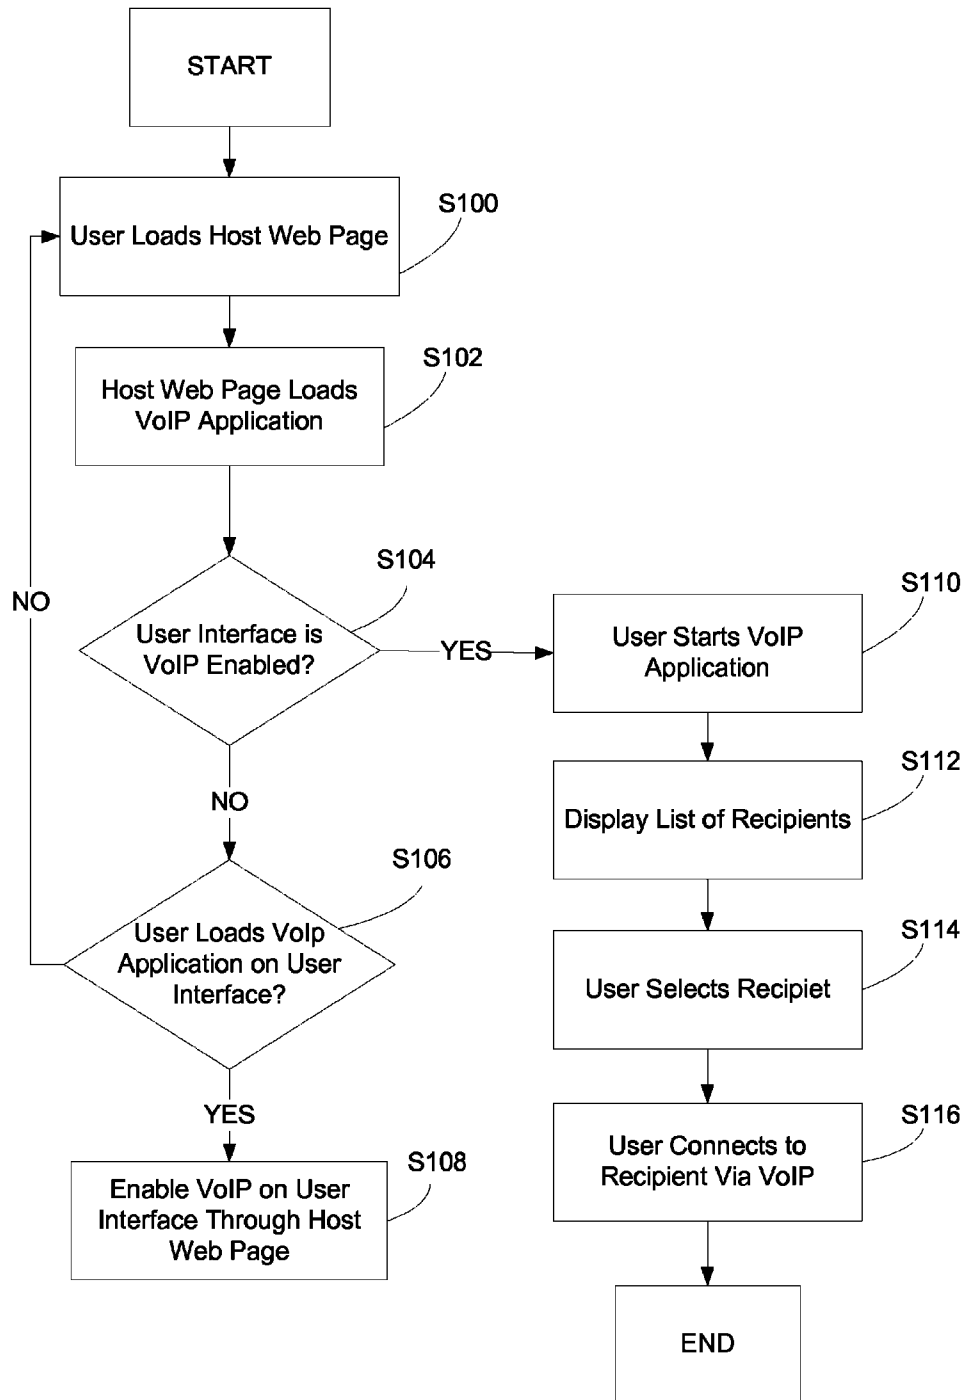 START
S100
User Loads Host Web Page
S102
Host Web Page Loads
VoIP Application
S104
User Interface is
VoIP Enabled?
YES
NO
NO
S106
User Loads VoIp
Application on User
Interface?
YES
S108
Enable VoIP on User
Interface Through Host
Web Page
S110
User Starts VoIP
Application
S112
Display List of Recipients
S114
User Selects Recipiet
S116
User Connects to
Recipient Via VoIP
END